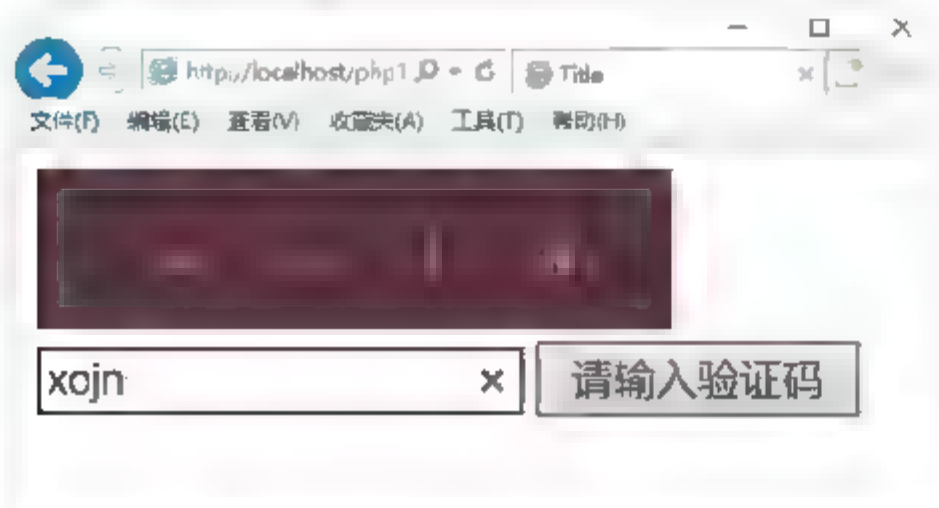 http://localhost/php1 Title
文件(F) 编辑(E) 查看(V) 收藏夹(A) 工具(T) 帮助(H)
xojn × 请输入验证码